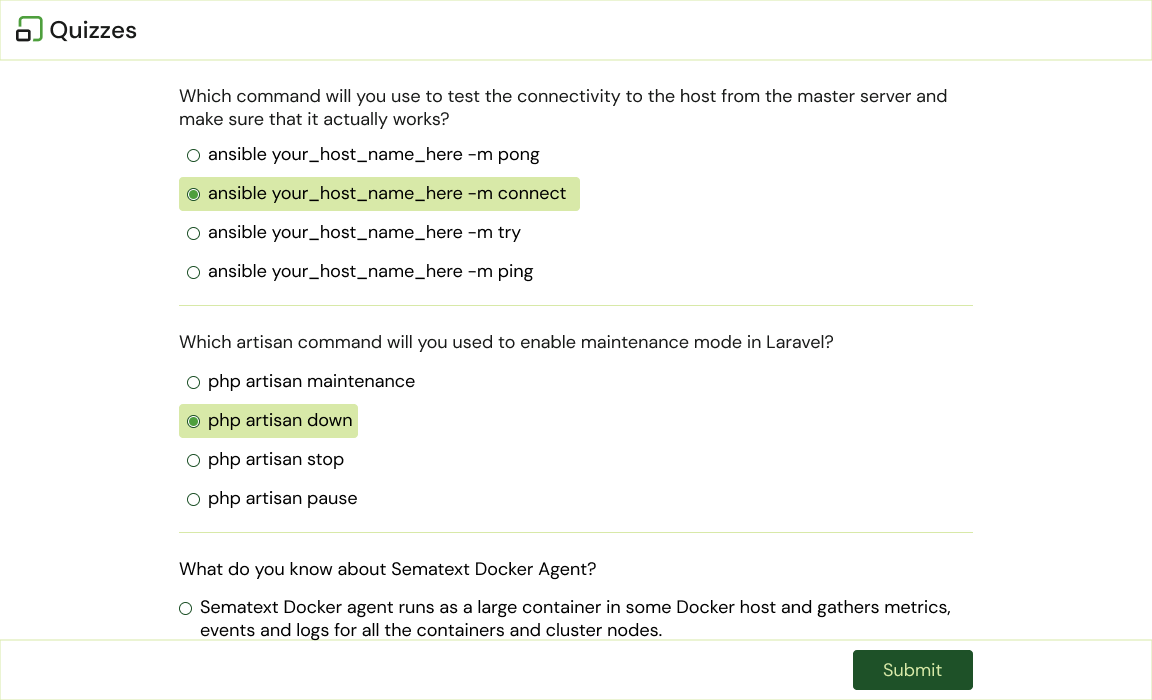 Quizzes
Which command will you use to test the connectivity to the host from the master server and
make sure that it actually works?
ansible your_host_name_here -m pong
ansible your_host_name_here -m connect
ansible your_host_name_here -m try
ansible your_host_name_here -m ping
Which artisan command will you used to enable maintenance mode in Laravel?
php artisan maintenance
php artisan down
php artisan stop
php artisan pause
What do you know about Sematext Docker Agent?
Sematext Docker agent runs as a large container in some Docker host and gathers metrics,
events and logs for all the containers and cluster nodes.
Submit